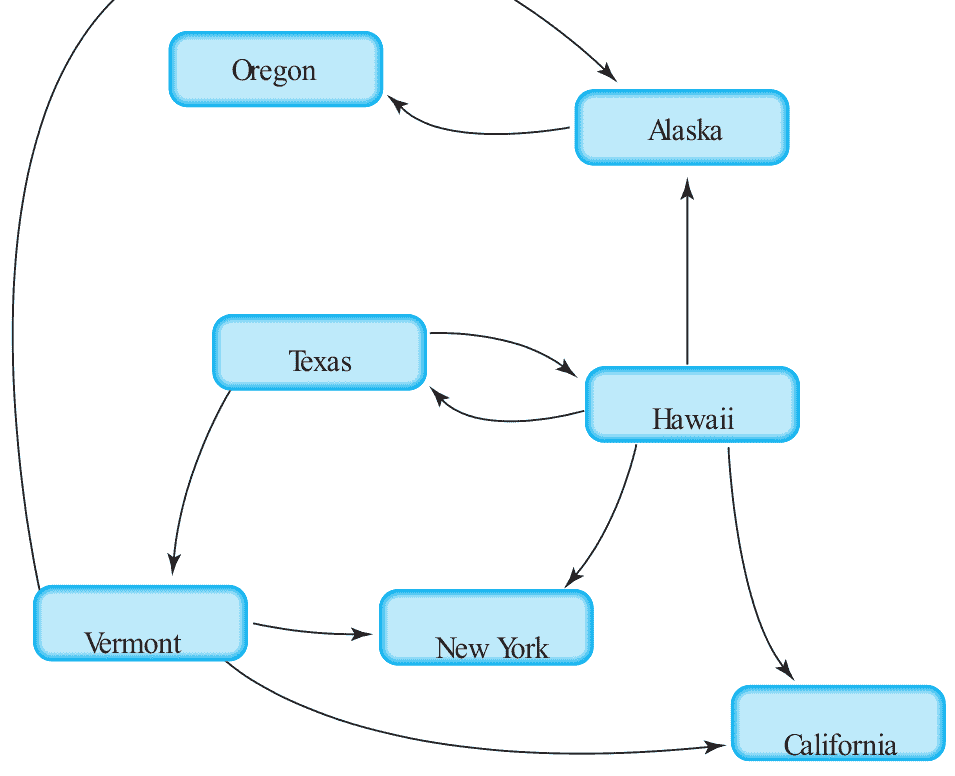 Oregon
Alaska
Texas
Hawaii
Vermont
New York
California